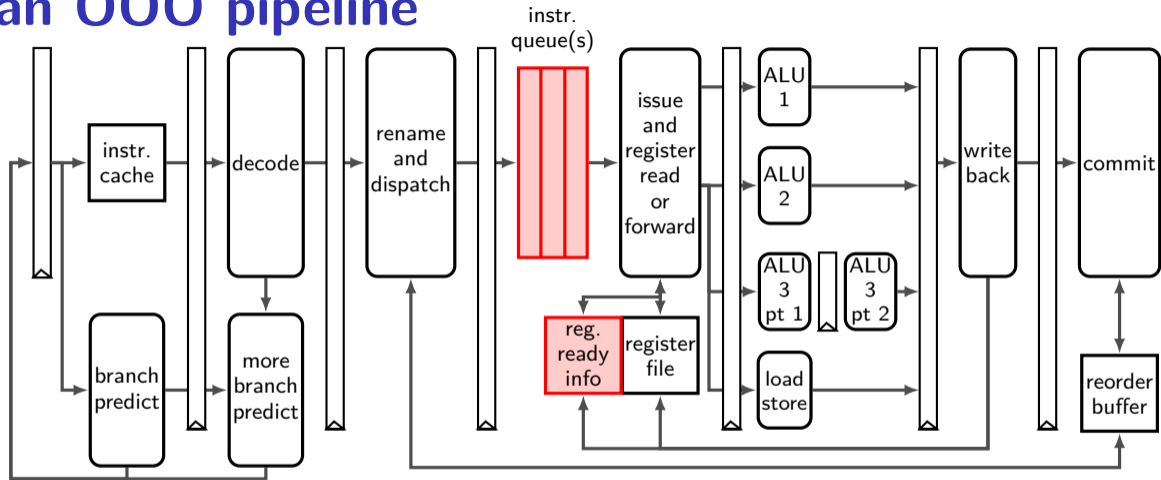 an OOO pipeline
instr.
queue(s)
instr.
cache
decode
rename
and
dispatch
issue
and
register
read
or
forward
ALU
1
ALU
2
ALU
3
pt 1
ALU
3
pt 2
load
store
write
back
commit
branch
predict
more
branch
predict
reg.
ready
info
register
file
reorder
buffer